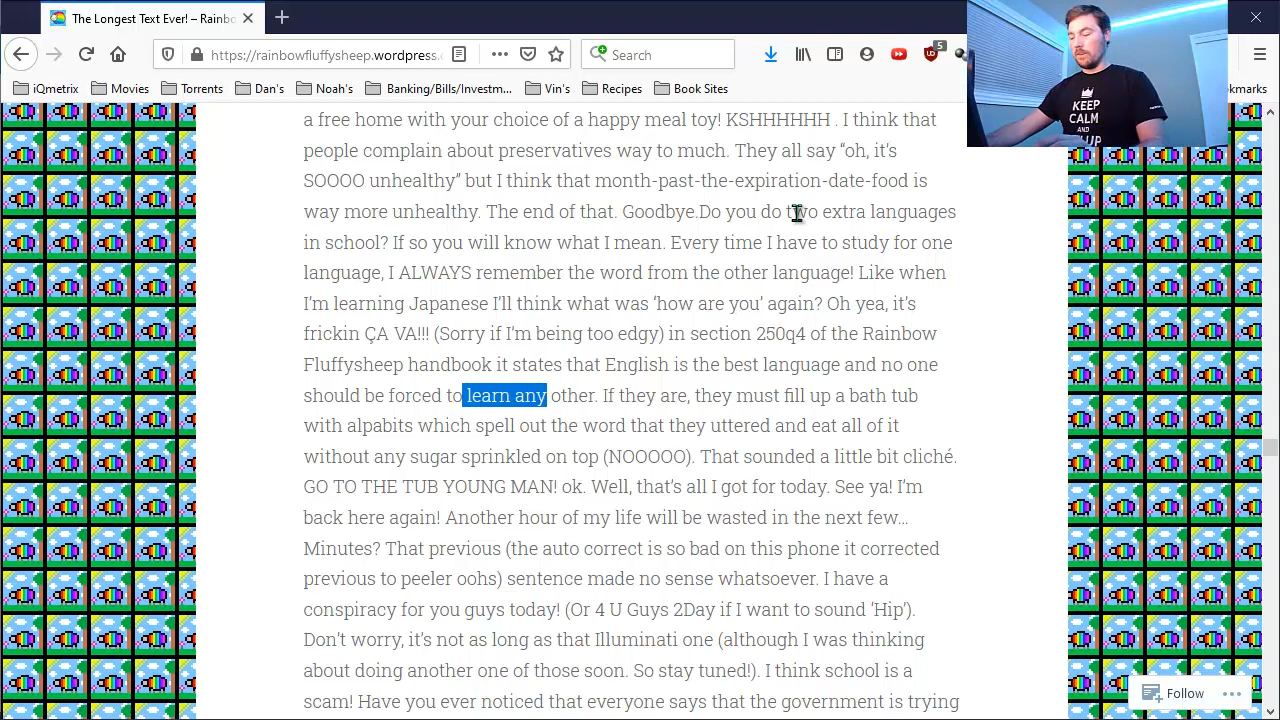 The Longest Text Ever! – Rainbo
https://rainbowfluffysheep.wordpress.c
Search
5
iQmetrix
Movies
Torrents
Dan's
Noah's
Banking/Bills/Investm...
Vin's
Recipes
Book Sites
kmarks
KEEP
CALM
AND
a free home with your choice of a happy meal toy! KSHHHHHH . I think that
people complain about preservatives way to much. They all say “oh, it’s
SOOOO unhealthy” but I bet that month-past-the-expiration-date-food is
way more unhealthy. The end of that. Goodbye.Do you do two extra languages
in school? If so you will know what I mean. Every time I have to study for one
language, I ALWAYS remember the word from the other language! Like when
I’m learning Japanese I’ll think what was ‘how are you’ again? Oh yea, it’s
frickin ÇA VA!!! (Sorry if I’m being too edgy) in section 250q4 of the Rainbow
Fluffysheep handbook it states that English is the best language and no one
should be forced to learn any other. If they are, they must fill up a bath tub
with alpabits which spell out the word that they uttered and eat all of it
without any sugar sprinkled on top (NOOOOO). That sounded a little bit cliché.
GO TO THE TUB YOUNG MAN! ok. Well, that’s all I got for today. See ya! I’m
back here again! Another hour of my life will be wasted in the next few...
Minutes? That previous (the auto correct is so bad on this phone it corrected
previous to peeler oohs) sentence made no sense whatsoever. I have a
conspiracy for you guys today! (Or 4 U Guys 2Day if I want to sound ‘Hip’).
Don’t worry, it’s not as long as that Illuminati one (although I was thinking
about doing another one of those soon. So stay tuned!). I think School is a
scam! Have you ever noticed that everyone says that the government is trying
Follow